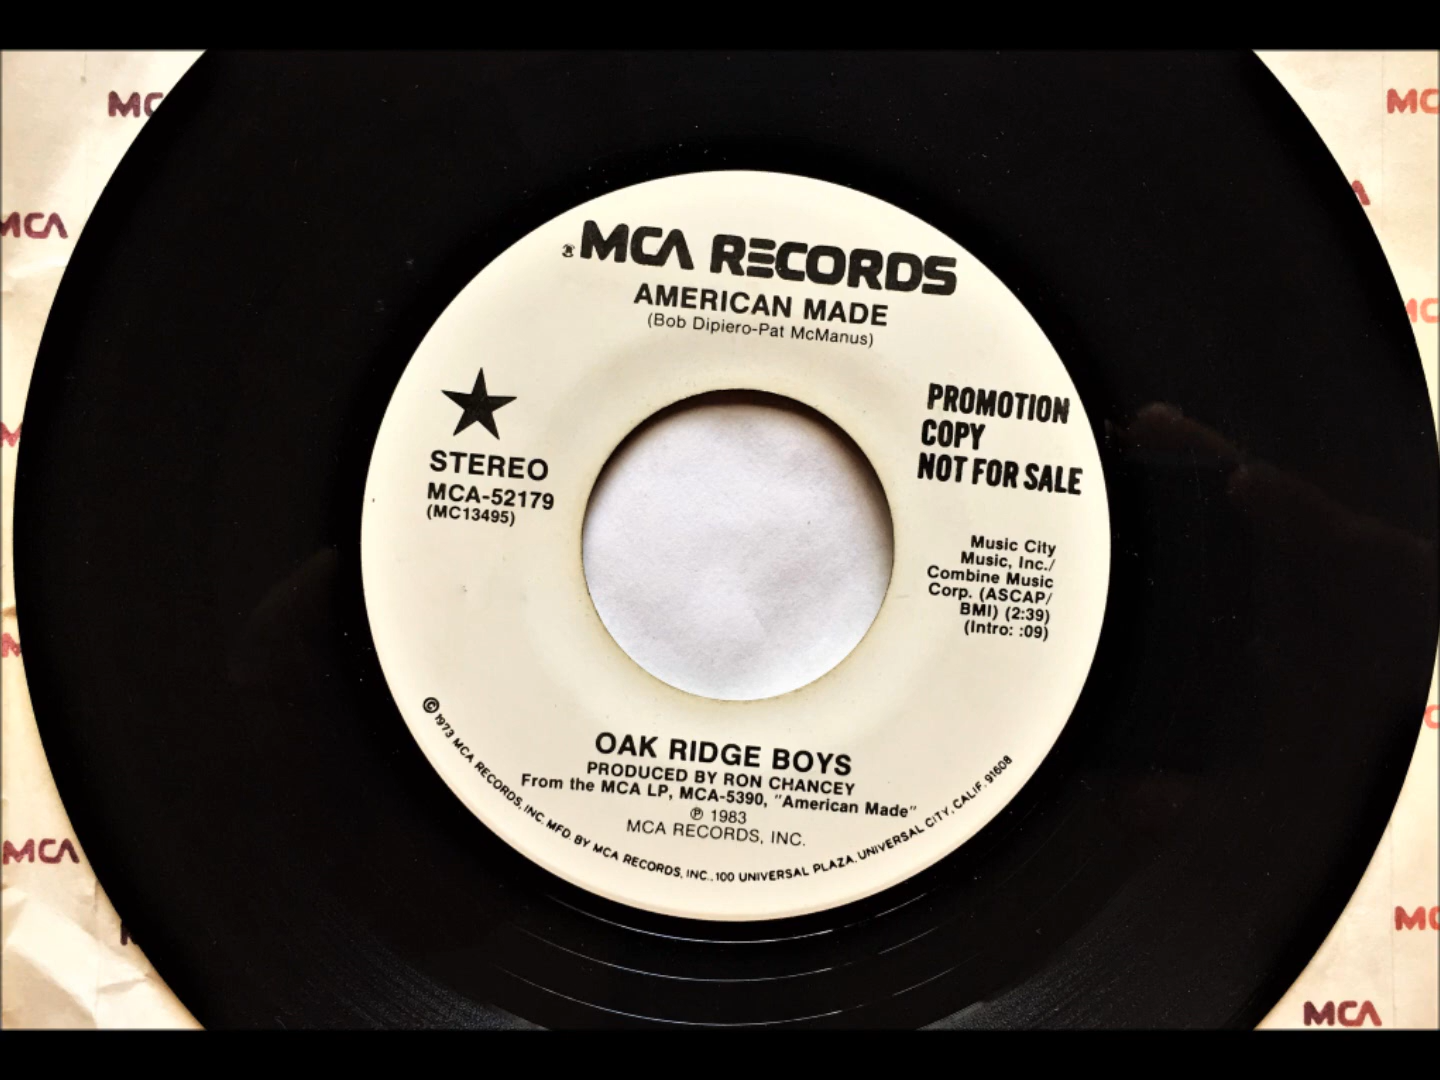 MCA RECORDS
AMERICAN MADE
(Bob Dipiero-Pat McManus)
STEREO
MCA-52179
(MC13495)
PROMOTION
COPY
NOT FOR SALE
Music City
Music, Inc./
Combine Music
Corp. (ASCAP/
BMI) (2:39)
(Intro: :09)
OAK RIDGE BOYS
PRODUCED BY RON CHANCEY
From the MCA LP, MCA-5390, "American Made"
℗ 1983
MCA RECORDS, INC.
© 1973 MCA RECORDS, INC. MFD. BY MCA RECORDS, INC., 100 UNIVERSAL PLAZA, UNIVERSAL CITY, CALIF. 91608
MCA
MCA
MCA